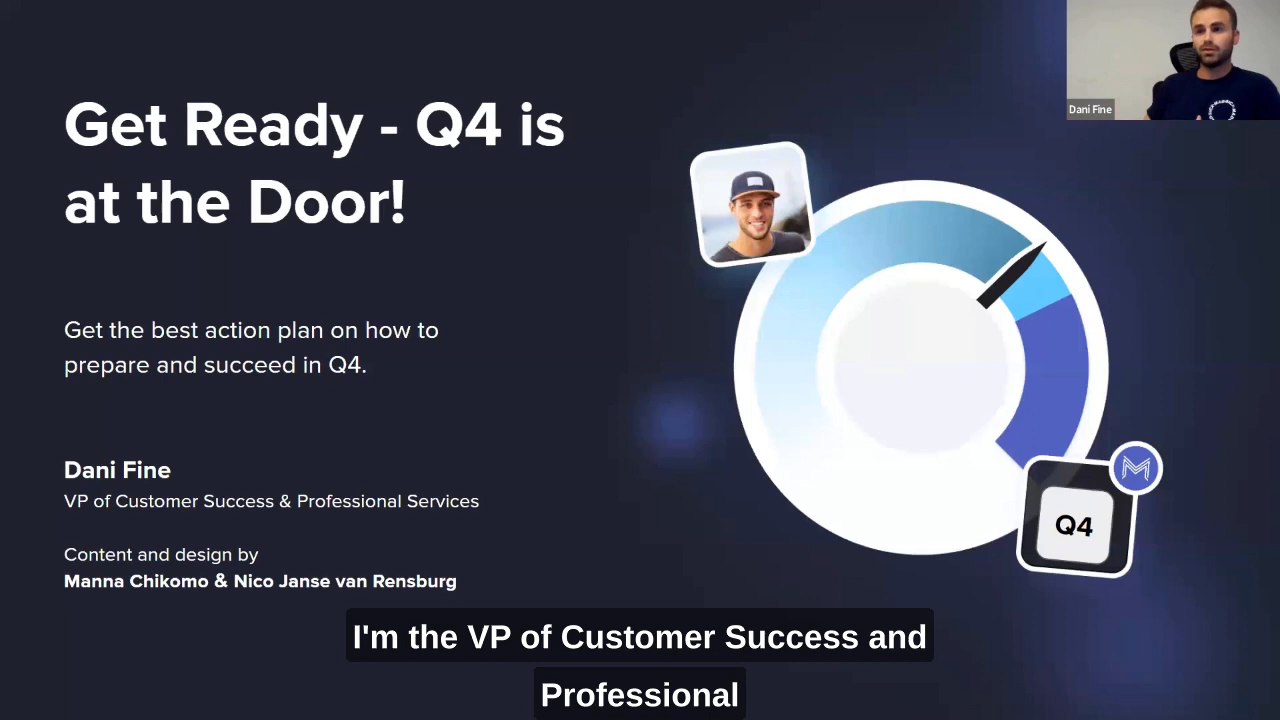 Get Ready - Q4 is
at the Door!
Get the best action plan on how to
prepare and succeed in Q4.
Dani Fine
VP of Customer Success & Professional Services
Content and design by
Manna Chikomo & Nico Janse van Rensburg
Dani Fine
Q4
I'm the VP of Customer Success and
Professional